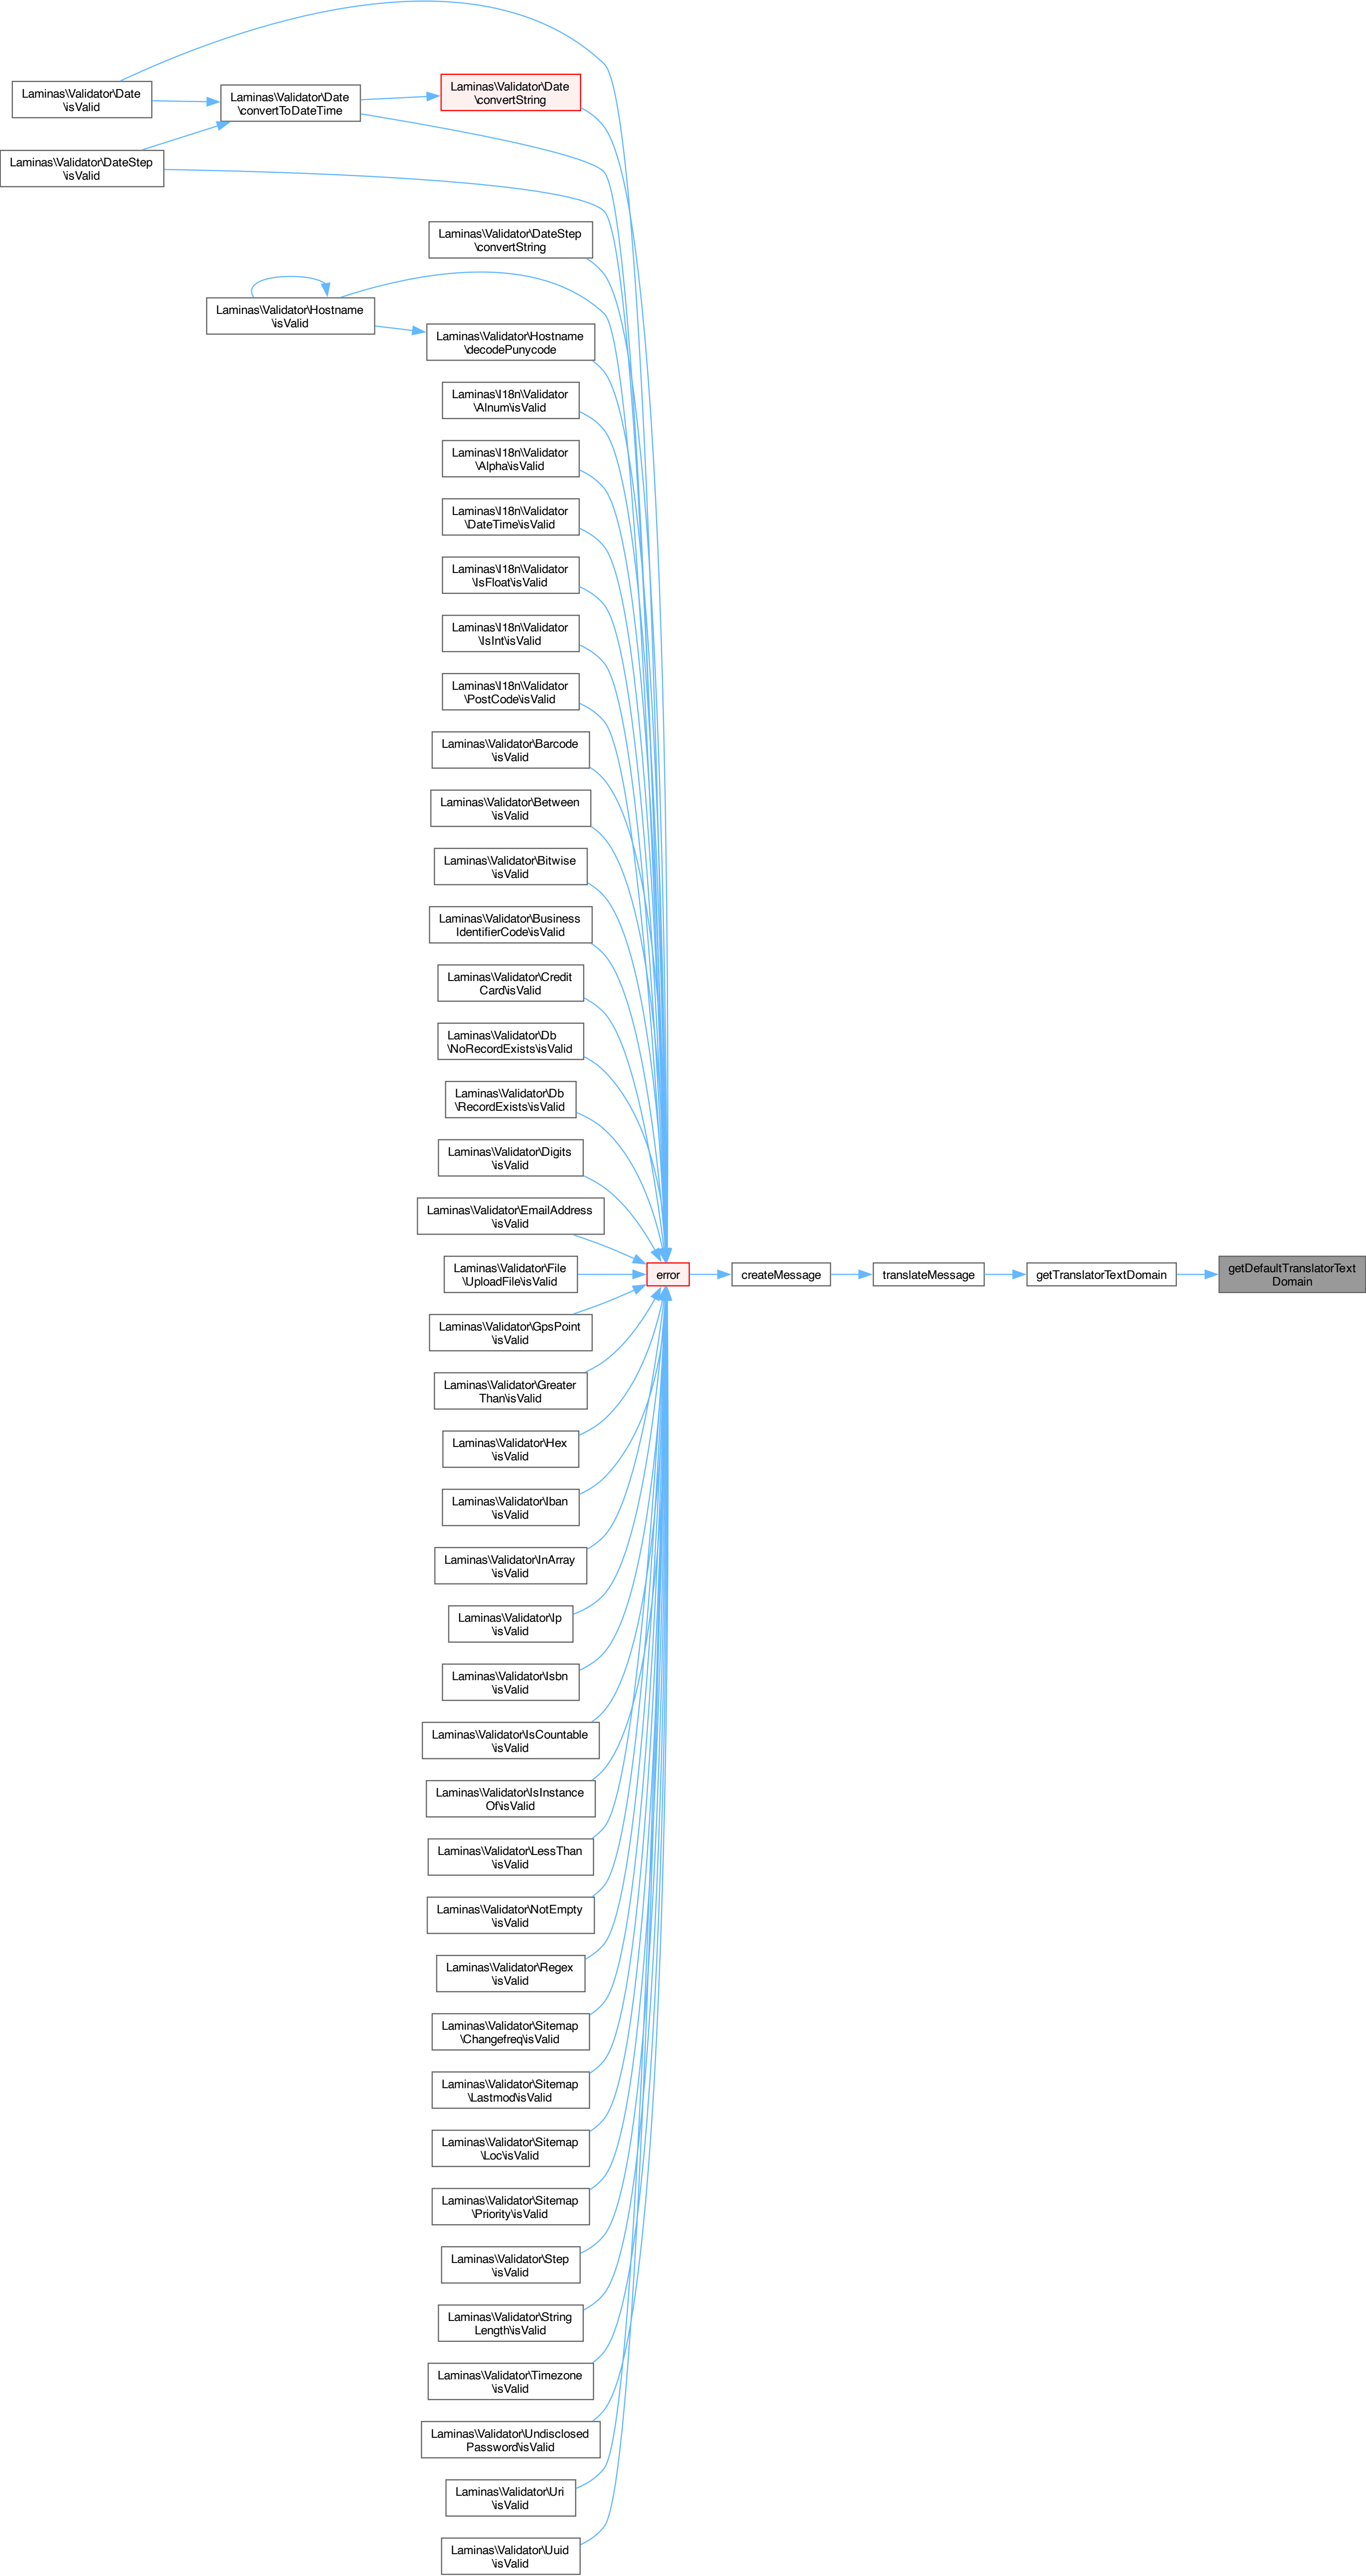 Laminas\Validator\Date
\isValid
Laminas\Validator\Date
\convertToDateTime
Laminas\Validator\Date
\convertString
Laminas\Validator\DateStep
\isValid
Laminas\Validator\DateStep
\convertString
Laminas\Validator\Hostname
\isValid
Laminas\Validator\Hostname
\decodePunycode
Laminas\I18n\Validator
\Alnum\isValid
Laminas\I18n\Validator
\Alpha\isValid
Laminas\I18n\Validator
\DateTime\isValid
Laminas\I18n\Validator
\IsFloat\isValid
Laminas\I18n\Validator
\IsInt\isValid
Laminas\I18n\Validator
\PostCode\isValid
Laminas\Validator\Barcode
\isValid
Laminas\Validator\Between
\isValid
Laminas\Validator\Bitwise
\isValid
Laminas\Validator\Business
IdentifierCode\isValid
Laminas\Validator\Credit
Card\isValid
Laminas\Validator\Db
\NoRecordExists\isValid
Laminas\Validator\Db
\RecordExists\isValid
Laminas\Validator\Digits
\isValid
Laminas\Validator\EmailAddress
\isValid
Laminas\Validator\File
\UploadFile\isValid
error
createMessage
translateMessage
getTranslatorTextDomain
getDefaultTranslatorText
Domain
Laminas\Validator\GpsPoint
\isValid
Laminas\Validator\Greater
Than\isValid
Laminas\Validator\Hex
\isValid
Laminas\Validator\Iban
\isValid
Laminas\Validator\InArray
\isValid
Laminas\Validator\Ip
\isValid
Laminas\Validator\Isbn
\isValid
Laminas\Validator\IsCountable
\isValid
Laminas\Validator\IsInstance
Of\isValid
Laminas\Validator\LessThan
\isValid
Laminas\Validator\NotEmpty
\isValid
Laminas\Validator\Regex
\isValid
Laminas\Validator\Sitemap
\Changefreq\isValid
Laminas\Validator\Sitemap
\Lastmod\isValid
Laminas\Validator\Sitemap
\Loc\isValid
Laminas\Validator\Sitemap
\Priority\isValid
Laminas\Validator\Step
\isValid
Laminas\Validator\String
Length\isValid
Laminas\Validator\Timezone
\isValid
Laminas\Validator\Undisclosed
Password\isValid
Laminas\Validator\Uri
\isValid
Laminas\Validator\Uuid
\isValid